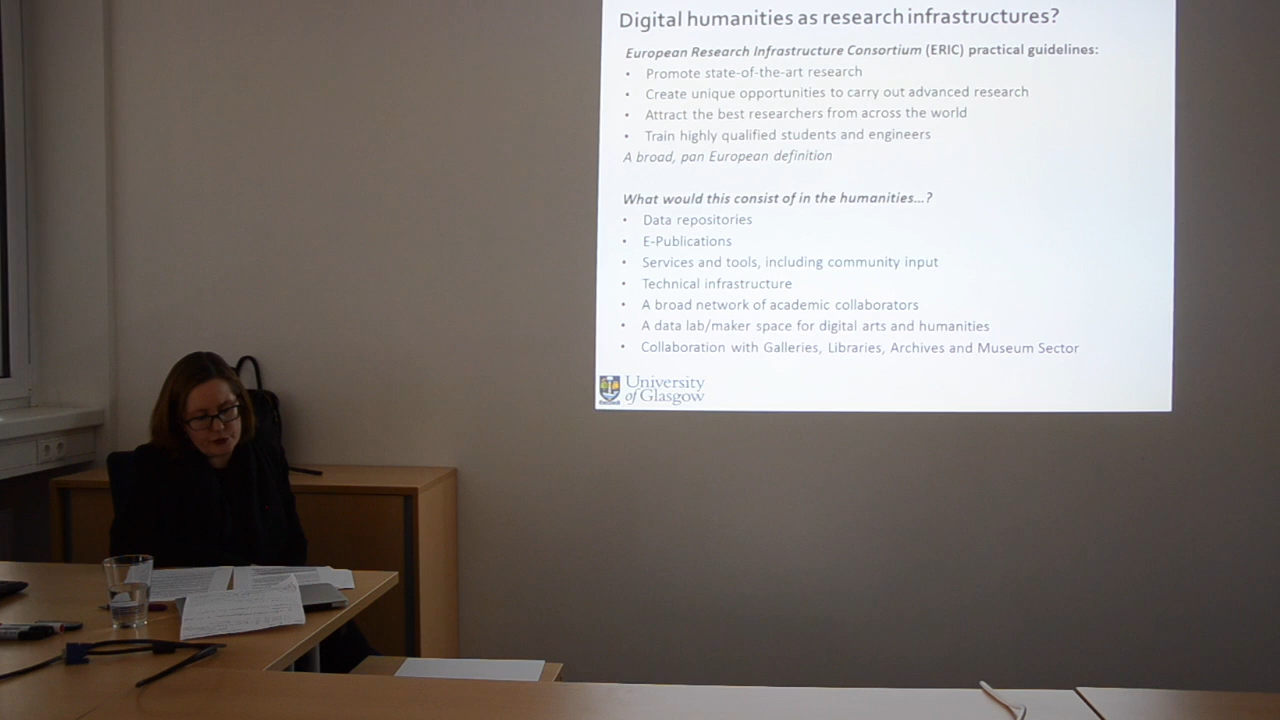 Digital humanities as research infrastructures?
European Research Infrastructure Consortium (ERIC) practical guidelines:
• Promote state-of-the-art research
• Create unique opportunities to carry out advanced research
• Attract the best researchers from across the world
• Train highly qualified students and engineers
A broad, pan European definition
What would this consist of in the humanities...?
• Data repositories
• E-Publications
• Services and tools, including community input
• Technical infrastructure
• A broad network of academic collaborators
• A data lab/maker space for digital arts and humanities
• Collaboration with Galleries, Libraries, Archives and Museum Sector
University
of Glasgow